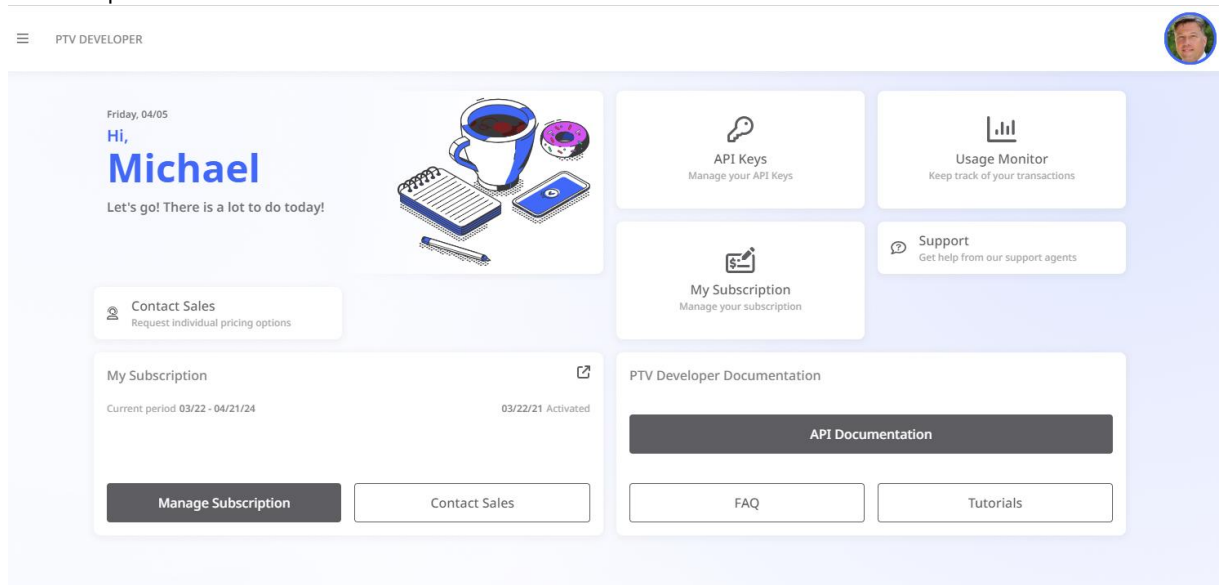 PTV DEVELOPER
Friday, 04/05
Hi,
Michael
Let's go! There is a lot to do today!
Contact Sales
Request individual pricing options
API Keys
Manage your API Keys
Usage Monitor
Keep track of your transactions
My Subscription
Manage your subscription
Support
Get help from our support agents
My Subscription
Current period 03/22 - 04/21/24
03/22/21 Activated
Manage Subscription
Contact Sales
PTV Developer Documentation
API Documentation
FAQ
Tutorials